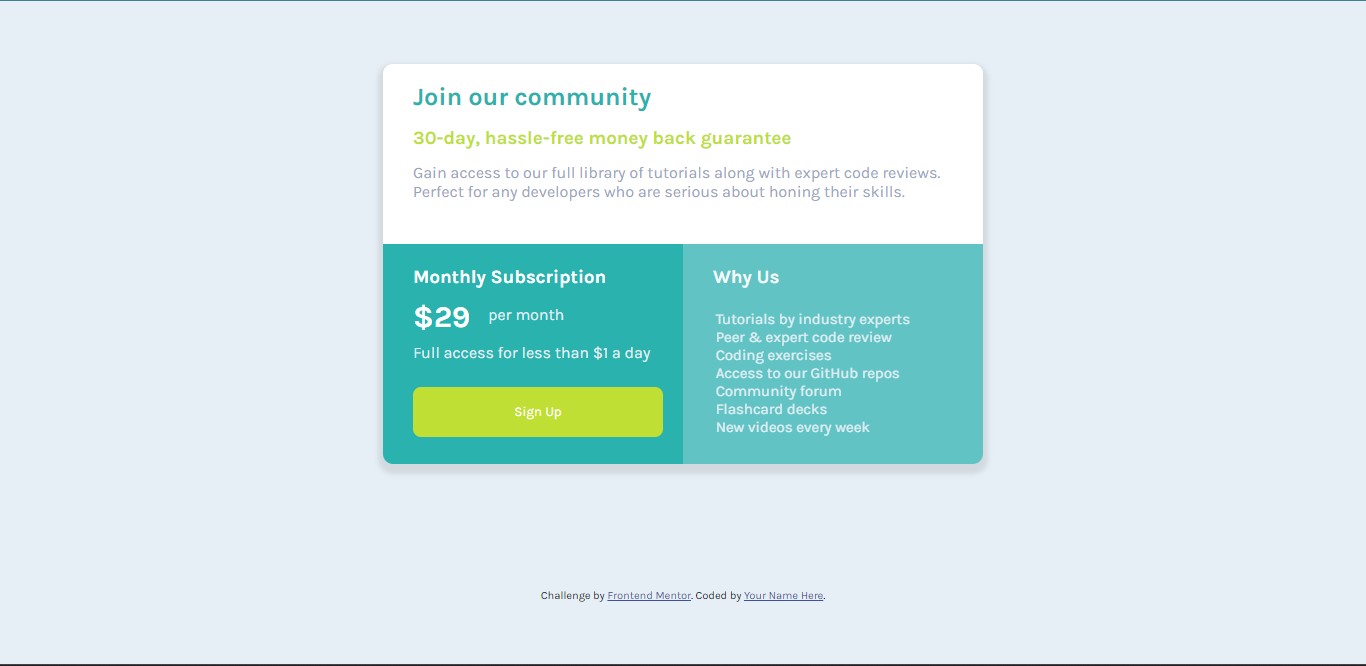 Join our community
30-day, hassle-free money back guarantee
Gain access to our full library of tutorials along with expert code reviews.
Perfect for any developers who are serious about honing their skills.
Monthly Subscription
$29 per month
Full access for less than $1 a day
Sign Up
Why Us
Tutorials by industry experts
Peer & expert code review
Coding exercises
Access to our GitHub repos
Community forum
Flashcard decks
New videos every week
Challenge by Frontend Mentor. Coded by Your Name Here.